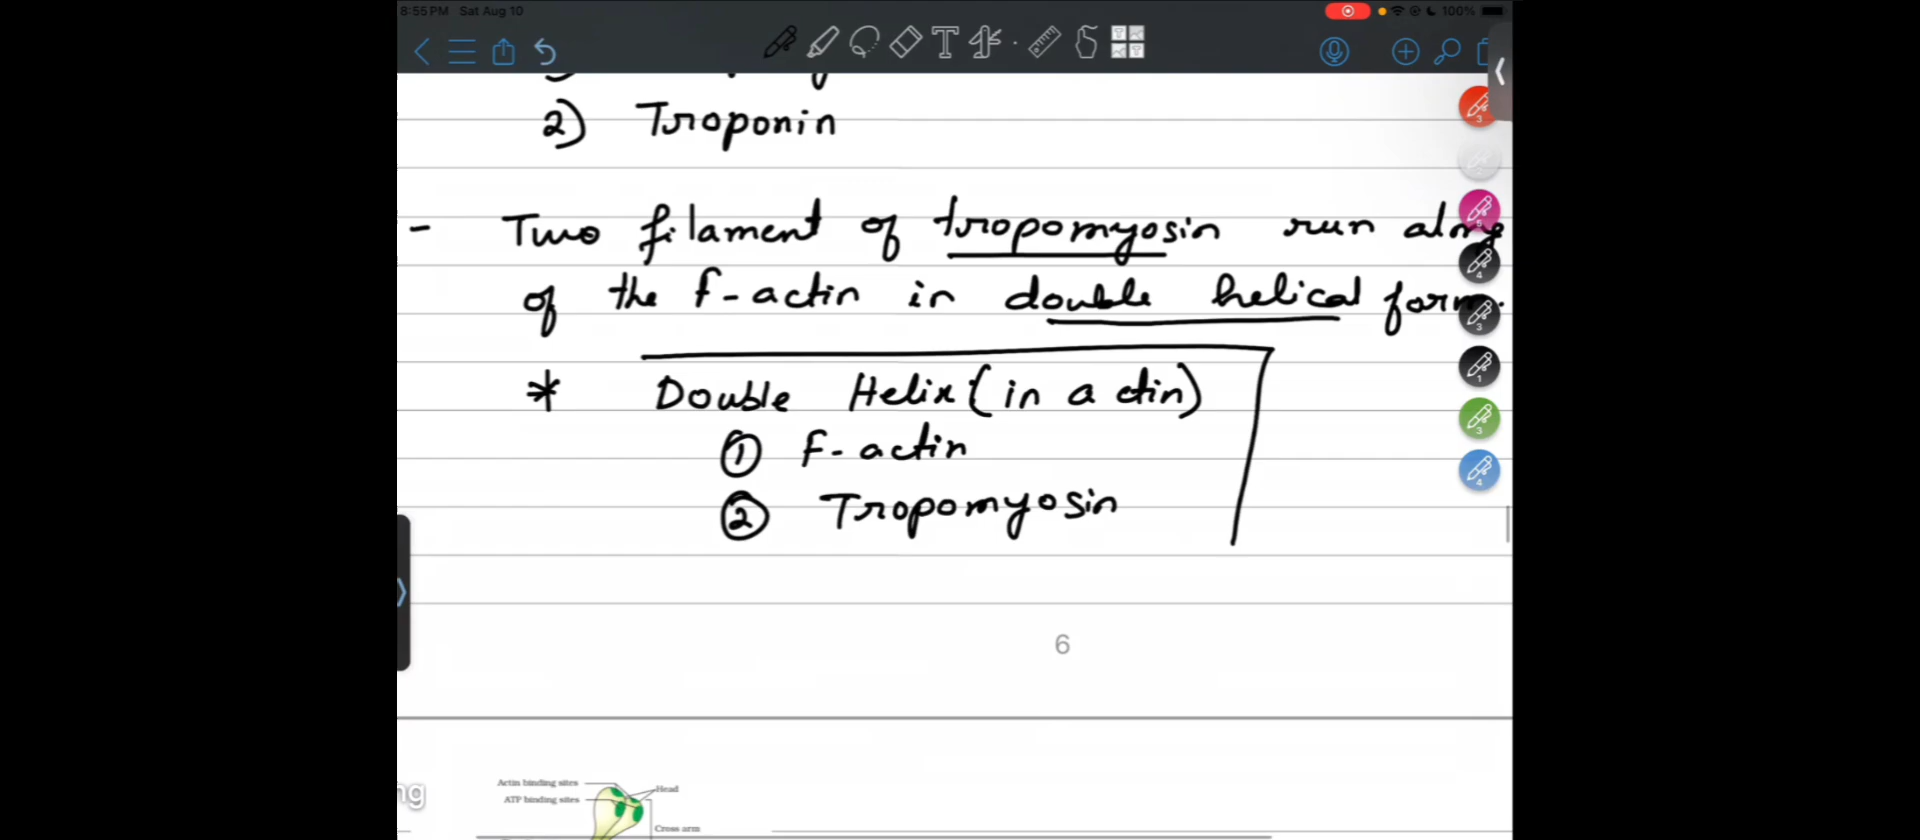 8:55 PM Sat Aug 10
100%
2) Troponin
- Two filament of tropomyosin run along
of the F-actin in double helical form.
* Double Helix (in actin)
① F-actin
② Tropomyosin
6
Actin binding sites
Head
ATP binding sites
ng
Cross arm